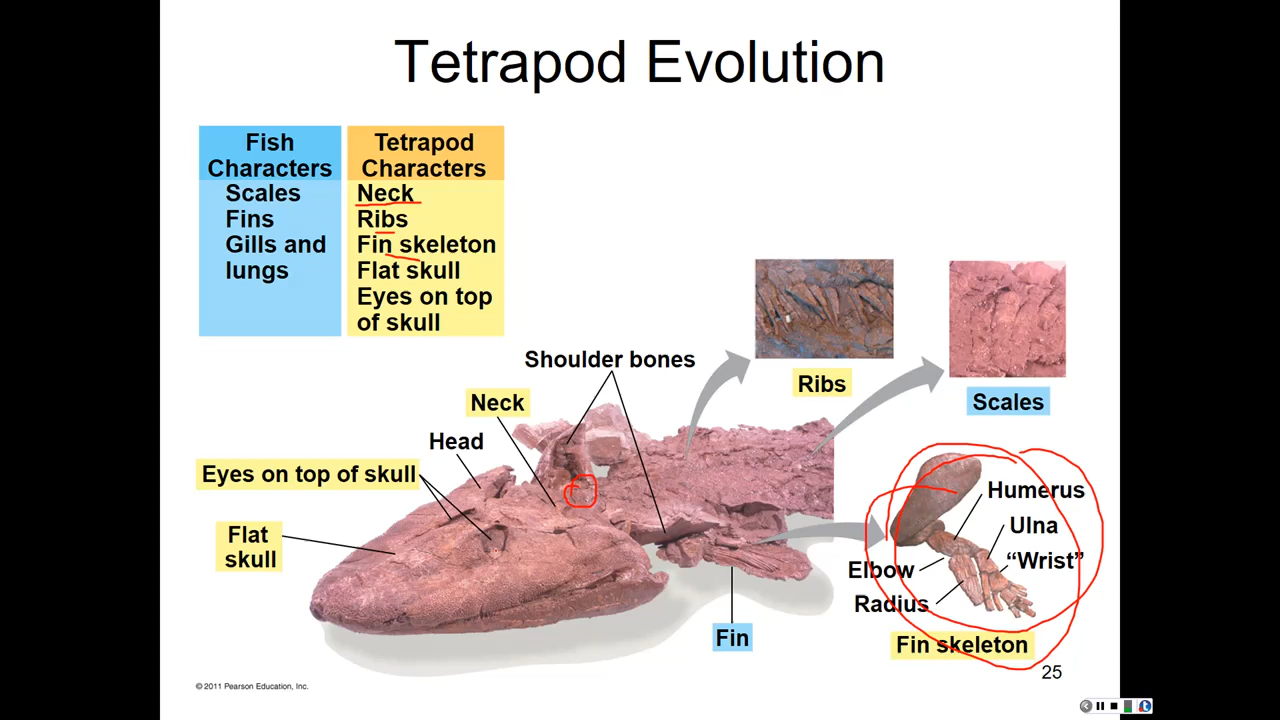 Tetrapod Evolution
Fish
Characters
Scales
Fins
Gills and
lungs
Tetrapod
Characters
Neck
Ribs
Fin skeleton
Flat skull
Eyes on top
of skull
Shoulder bones
Ribs
Scales
Neck
Head
Eyes on top of skull
Flat
skull
Humerus
Ulna
"Wrist"
Elbow
Radius
Fin
Fin skeleton
25
© 2011 Pearson Education, Inc.